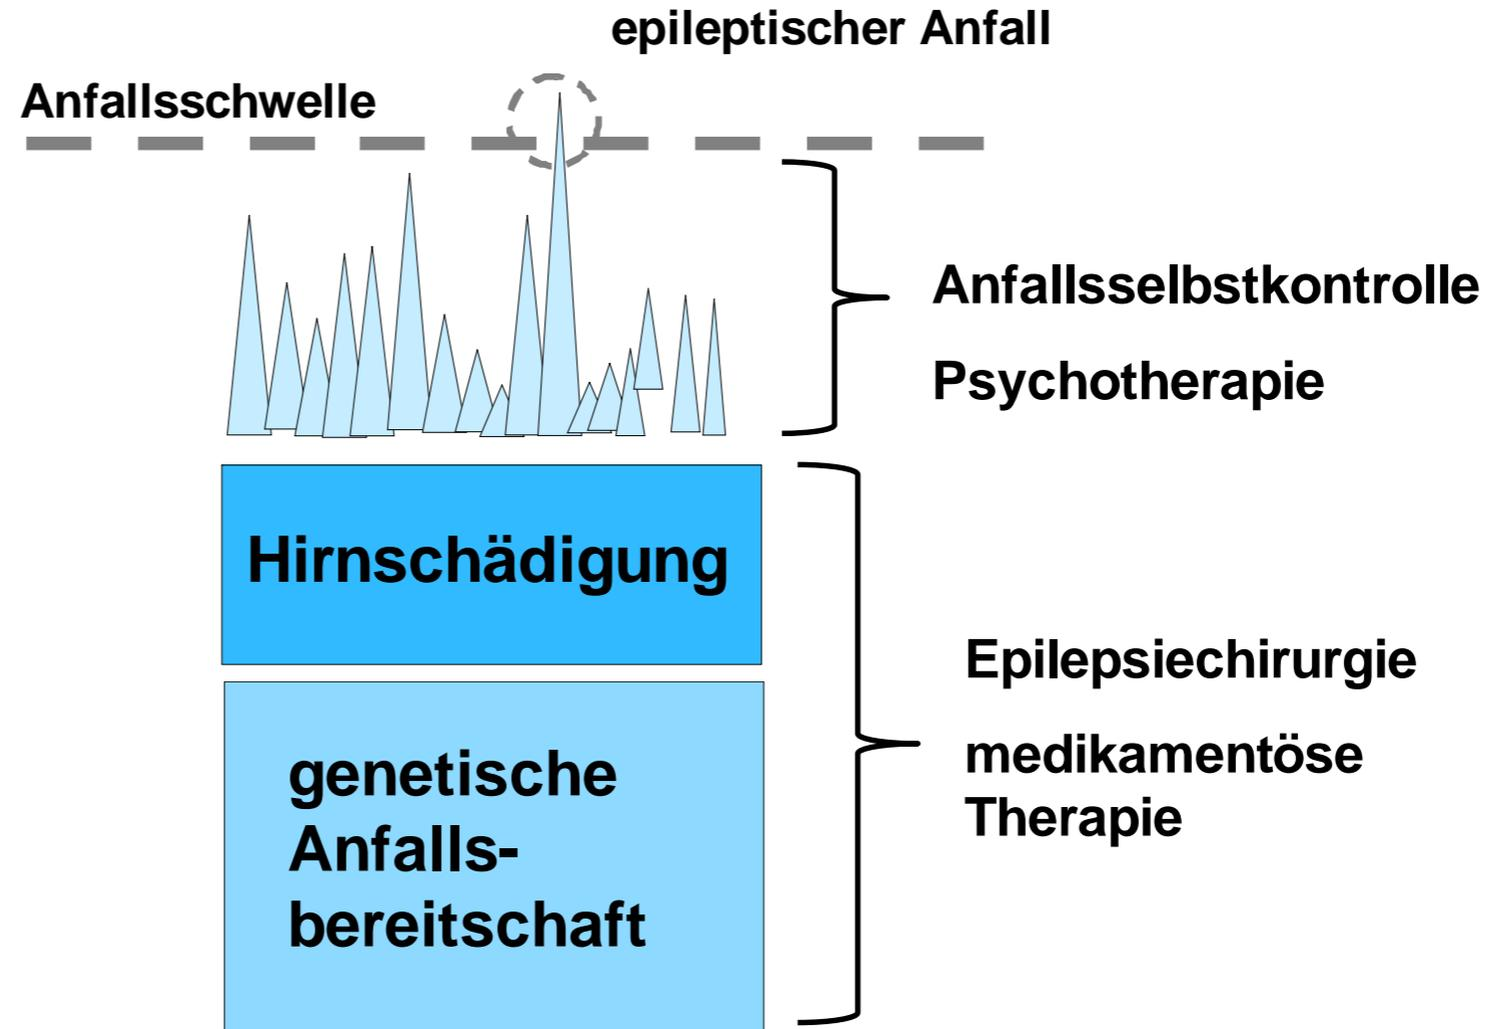 epileptischer Anfall
Anfallsschwelle
Anfallsselbstkontrolle
Psychotherapie
Hirnschädigung
Epilepsiechirurgie
medikamentöse
Therapie
genetische
Anfalls-
bereitschaft